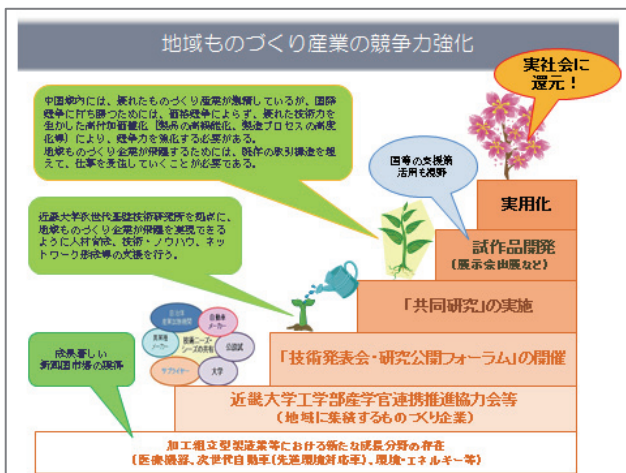 地域ものづくり産業の競争力強化
実社会に
還元！
中国域内には、優れたものづくり産業が集積しているが、国際
競争に打ち勝つためには、価格競争によらず、優れた技術力を
生かした高付加価値化（製品の高機能化、製造プロセスの高度
化等）により、競争力を強化する必要がある。
地域ものづくり企業が飛躍するためには、既存の取引構造を超
えて、仕事を受注していくことが必要である。
国等の支援策
活用も視野
実用化
近畿大学次世代基盤技術研究所を拠点に、
地域ものづくり企業が飛躍を実現できる
ように人材育成、技術・ノウハウ、ネッ
トワーク形成等の支援を行う。
試作品開発
（展示会出展など）
「共同研究」の実施
自動車
メーカー
公設試
大学
サプライヤー
メーカー
技術ニーズ・
シーズの共有
「技術発表会・研究公開フォーラム」の開催
成長著しい
新興国市場の獲得
近畿大学工学部産学官連携推進協力会等
（地域に集積するものづくり企業）
加工組立型製造業等における新たな成長分野の存在
（医療機器、次世代自動車（先進環境対応車）、環境・エネルギー等）